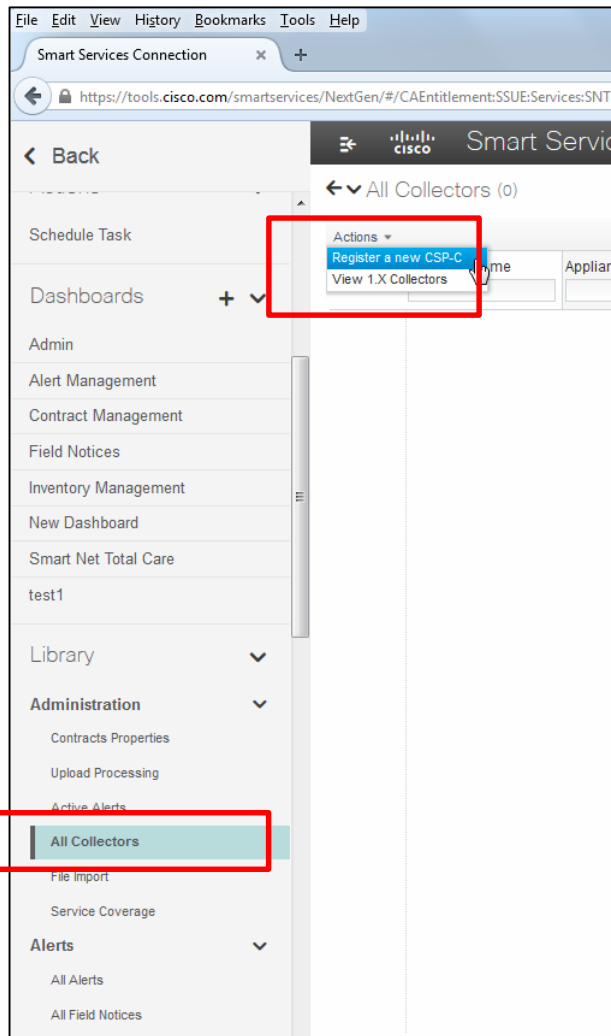 File Edit View History Bookmarks Tools Help
Smart Services Connection × +
https://tools.cisco.com/smartservices/NextGen/#/CAEntitlement:SSUE:Services:SNT
Back
cisco Smart Servic
All Collectors (0)
Schedule Task
Actions
Register a new CSP-C
View 1.X Collectors
me Applian
Dashboards +
Admin
Alert Management
Contract Management
Field Notices
Inventory Management
New Dashboard
Smart Net Total Care
test1
Library
Administration
Contracts Properties
Upload Processing
Active Alerts
All Collectors
File Import
Service Coverage
Alerts
All Alerts
All Field Notices